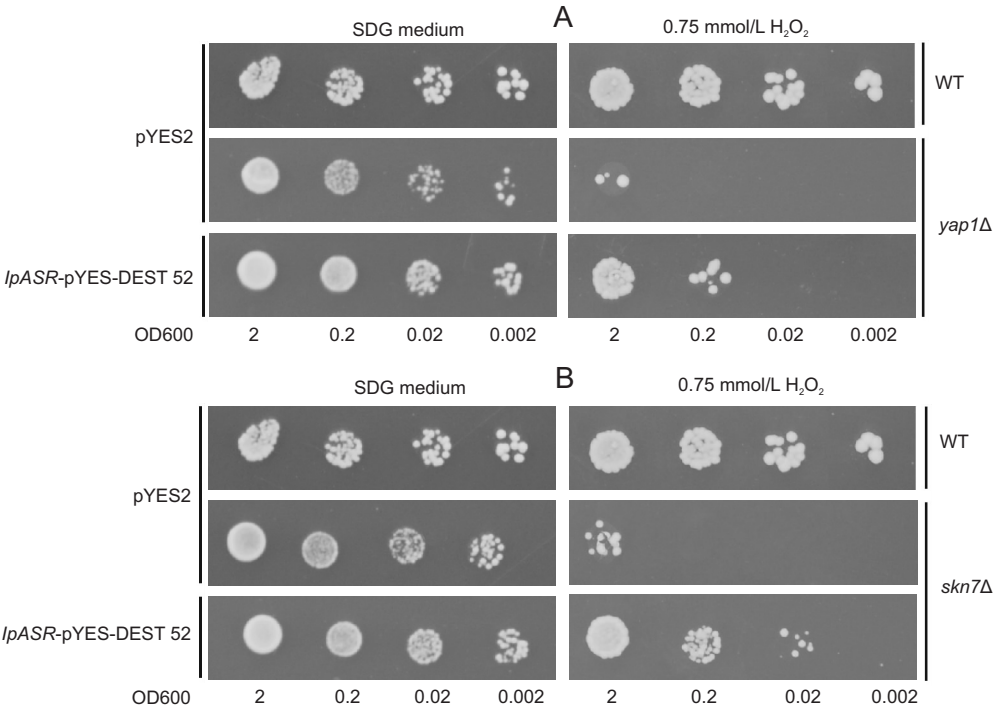 A
SDG medium 0.75 mmol/L H₂O₂
WT
pYES2
yap1Δ
IpASR-pYES-DEST 52
OD600 2 0.2 0.02 0.002 2 0.2 0.02 0.002
B
SDG medium 0.75 mmol/L H₂O₂
WT
pYES2
skn7Δ
IpASR-pYES-DEST 52
OD600 2 0.2 0.02 0.002 2 0.2 0.02 0.002